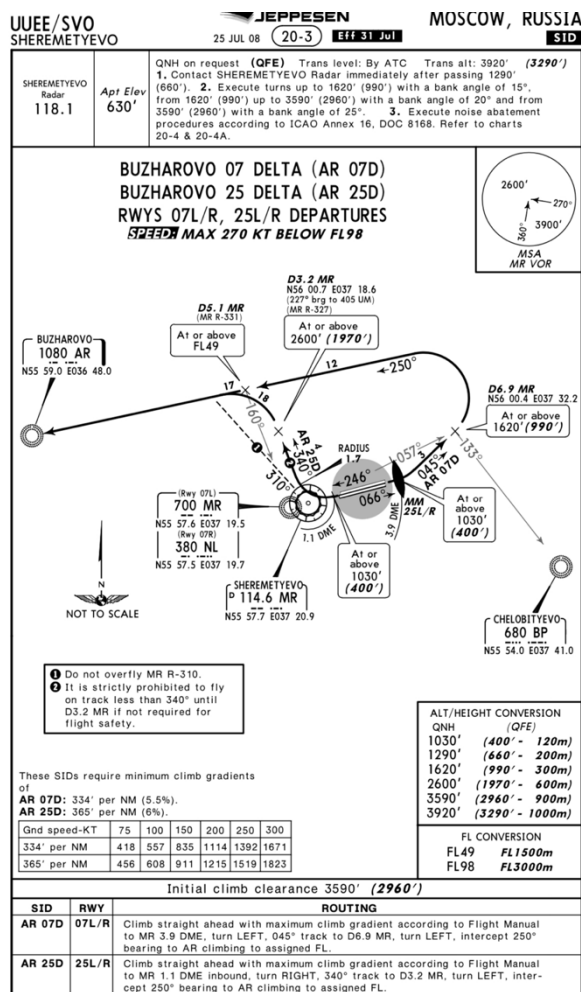 UUEE/SVO
SHEREMETYEVO
JEPPESEN
25 JUL 08 20-3 Eff 31 Jul
MOSCOW, RUSSIA
SID
SHEREMETYEVO
Radar
118.1
Apt Elev
630'
QNH on request (QFE) Trans level: By ATC Trans alt: 3920' (3290')
1. Contact SHEREMETYEVO Radar immediately after passing 1290'
(660'). 2. Execute turns up to 1620' (990') with a bank angle of 15°,
from 1620' (990') up to 3590' (2960') with a bank angle of 20° and from
3590' (2960') with a bank angle of 25°. 3. Execute noise abatement
procedures according to ICAO Annex 16, DOC 8168. Refer to charts
20-4 & 20-4A.
BUZHAROVO 07 DELTA (AR 07D)
BUZHAROVO 25 DELTA (AR 25D)
RWYS 07L/R, 25L/R DEPARTURES
SPEED: MAX 270 KT BELOW FL98
2600'
270°
360°
3900'
MSA
MR VOR
D3.2 MR
N56 00.7 E037 18.6
(227° brg to 405 UM)
(MR R-327)
At or above
2600' (1970')
D5.1 MR
(MR R-331)
At or above
FL49
BUZHAROVO
1080 AR
N55 59.0 E036 48.0
12
250°
17
18
160°
D6.9 MR
N56 00.4 E037 32.2
At or above
1620' (990')
4
AR 25D
340°
2
1
310°
RADIUS
1.7
057°
3
045°
AR 07D
133°
246°
066°
MM
25L/R
3.9 DME
1.1 DME
At or
above
1030'
(400')
At or
above
1030'
(400')
(Rwy 07L)
700 MR
N55 57.6 E037 19.5
(Rwy 07R)
380 NL
N55 57.5 E037 19.7
SHEREMETYEVO
D 114.6 MR
N55 57.7 E037 20.9
N
NOT TO SCALE
CHELOBITYEVO
680 BP
N55 54.0 E037 41.0
1 Do not overfly MR R-310.
2 It is strictly prohibited to fly
on track less than 340° until
D3.2 MR if not required for
flight safety.
ALT/HEIGHT CONVERSION
QNH (QFE)
1030' (400' - 120m)
1290' (660' - 200m)
1620' (990' - 300m)
2600' (1970' - 600m)
3590' (2960' - 900m)
3920' (3290' - 1000m)
FL CONVERSION
FL49 FL1500m
FL98 FL3000m
These SIDs require minimum climb gradients
of
AR 07D: 334' per NM (5.5%).
AR 25D: 365' per NM (6%).
Gnd speed-KT 75 100 150 200 250 300
334' per NM 418 557 835 1114 1392 1671
365' per NM 456 608 911 1215 1519 1823
Initial climb clearance 3590' (2960')
SID RWY ROUTING
AR 07D 07L/R Climb straight ahead with maximum climb gradient according to Flight Manual
to MR 3.9 DME, turn LEFT, 045° track to D6.9 MR, turn LEFT, intercept 250°
bearing to AR climbing to assigned FL.
AR 25D 25L/R Climb straight ahead with maximum climb gradient according to Flight Manual
to MR 1.1 DME inbound, turn RIGHT, 340° track to D3.2 MR, turn LEFT, inter-
cept 250° bearing to AR climbing to assigned FL.